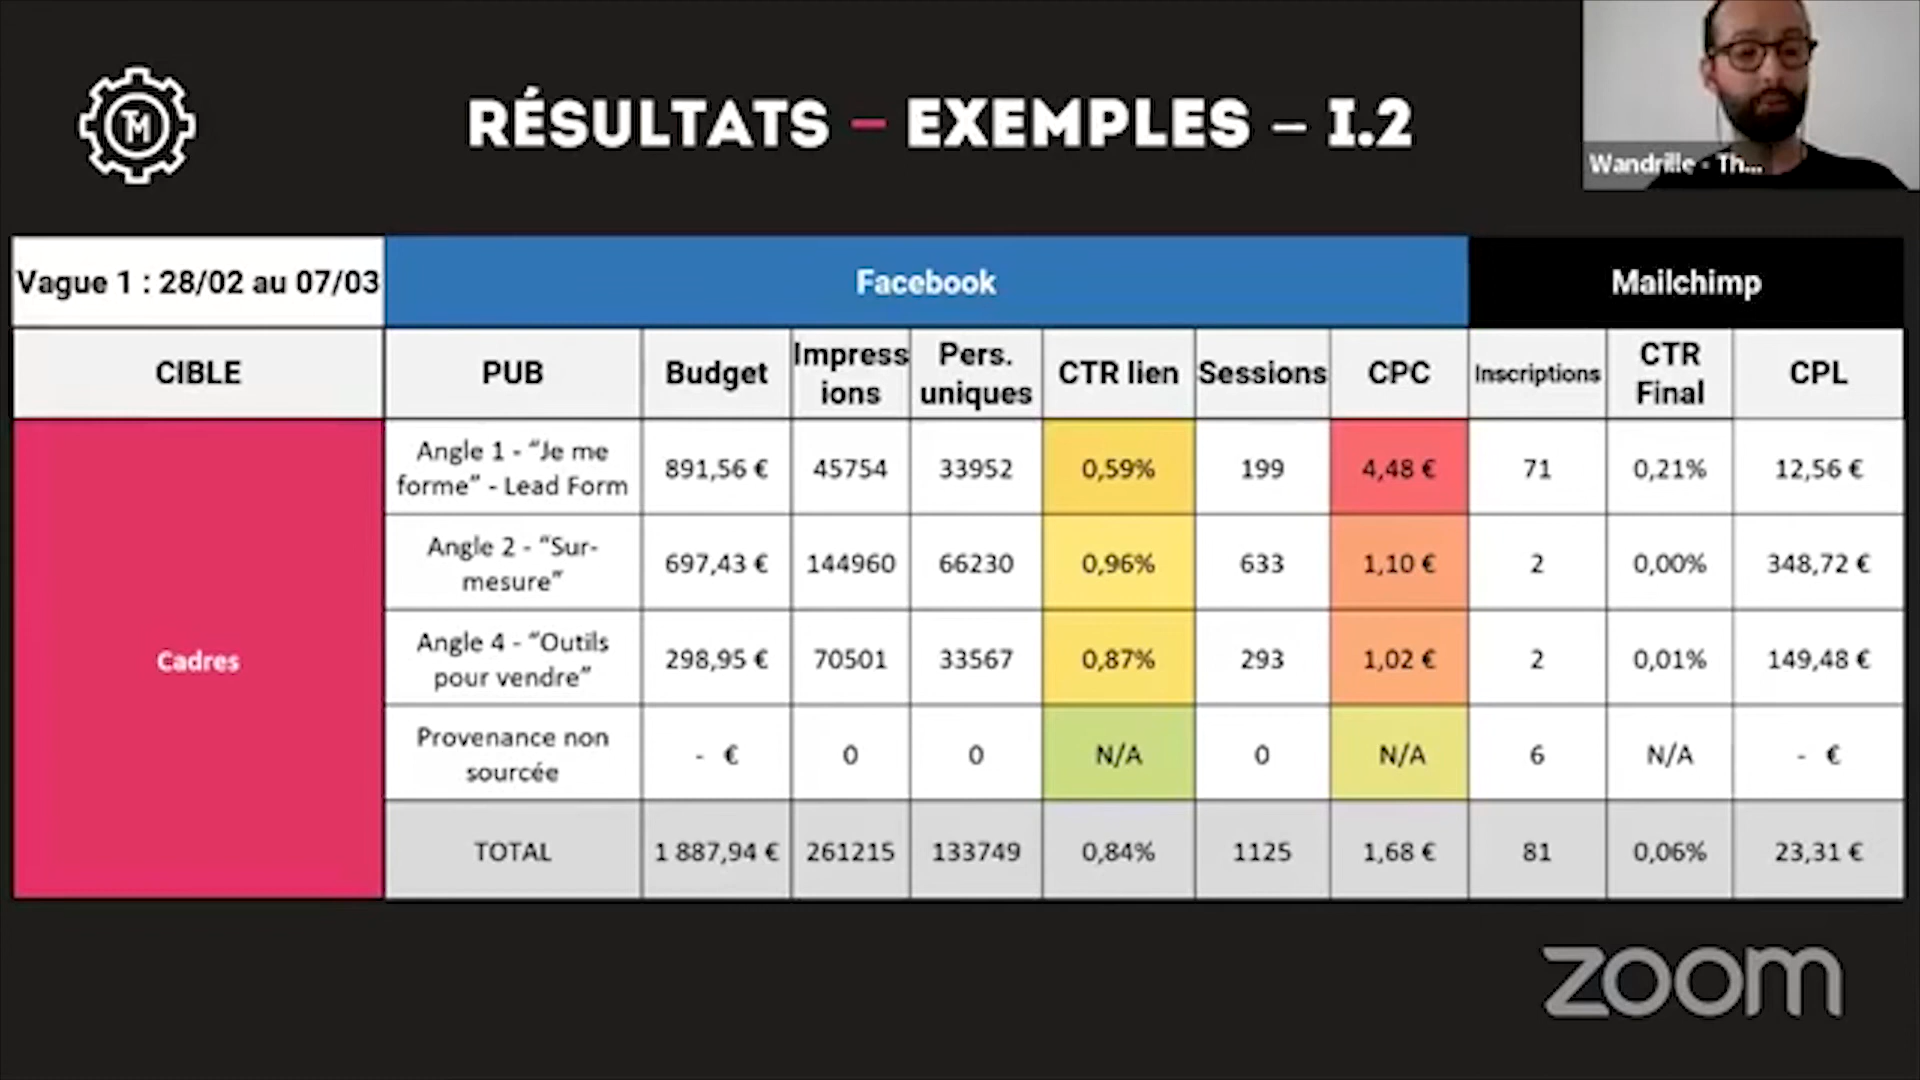 TM
RÉSULTATS – EXEMPLES – I.2
Wandrille - Th...
Vague 1 : 28/02 au 07/03
Facebook
Mailchimp
CIBLE
PUB
Budget
Impress
ions
Pers.
uniques
CTR lien
Sessions
CPC
Inscriptions
CTR
Final
CPL
Cadres
Angle 1 - “Je me
forme” - Lead Form
891,56 €
45754
33952
0,59%
199
4,48 €
71
0,21%
12,56 €
Angle 2 - “Sur-
mesure”
697,43 €
144960
66230
0,96%
633
1,10 €
2
0,00%
348,72 €
Angle 4 - “Outils
pour vendre”
298,95 €
70501
33567
0,87%
293
1,02 €
2
0,01%
149,48 €
Provenance non
sourcée
- €
0
0
N/A
0
N/A
6
N/A
- €
TOTAL
1 887,94 €
261215
133749
0,84%
1125
1,68 €
81
0,06%
23,31 €
zoom